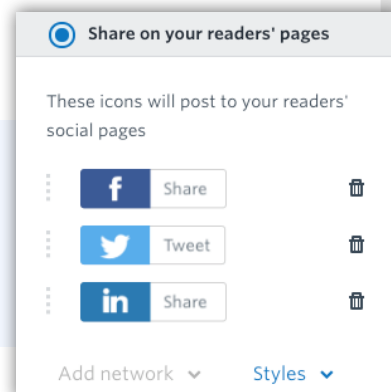 Share on your readers' pages
These icons will post to your readers'
social pages
f Share
Tweet
in Share
Add network Styles